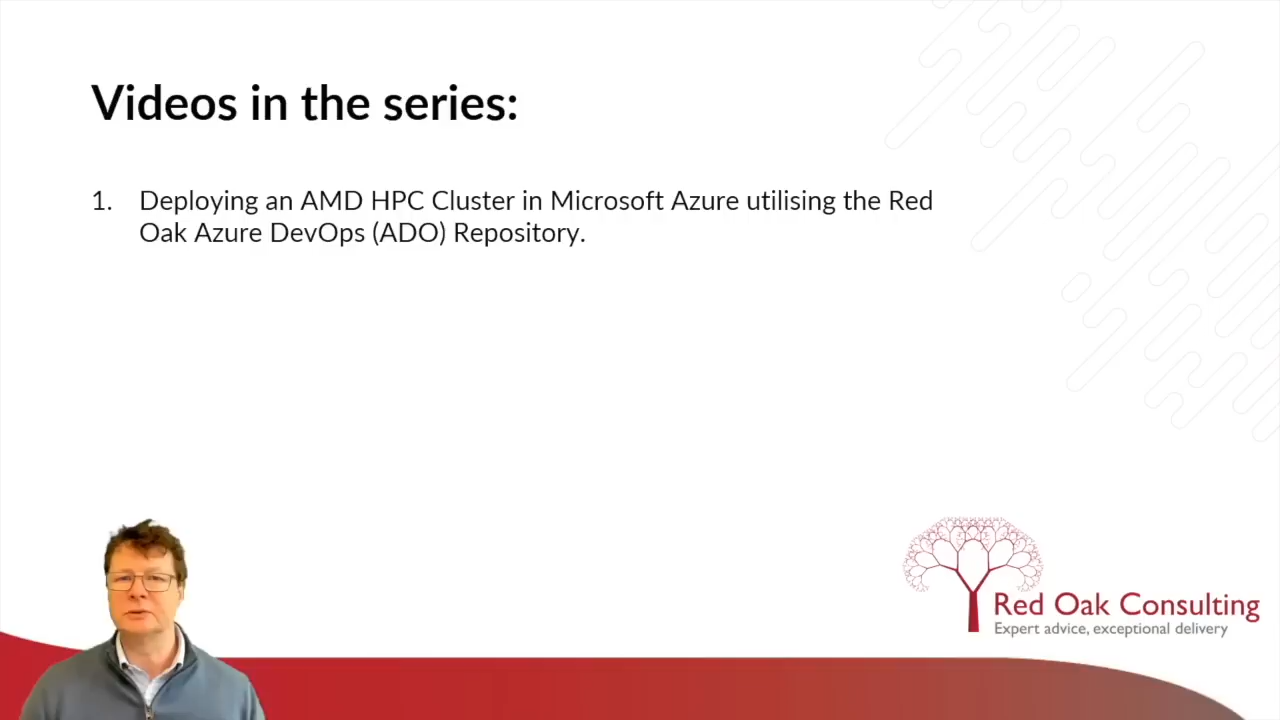 Videos in the series:
1. Deploying an AMD HPC Cluster in Microsoft Azure utilising the Red
Oak Azure DevOps (ADO) Repository.
Red Oak Consulting
Expert advice, exceptional delivery